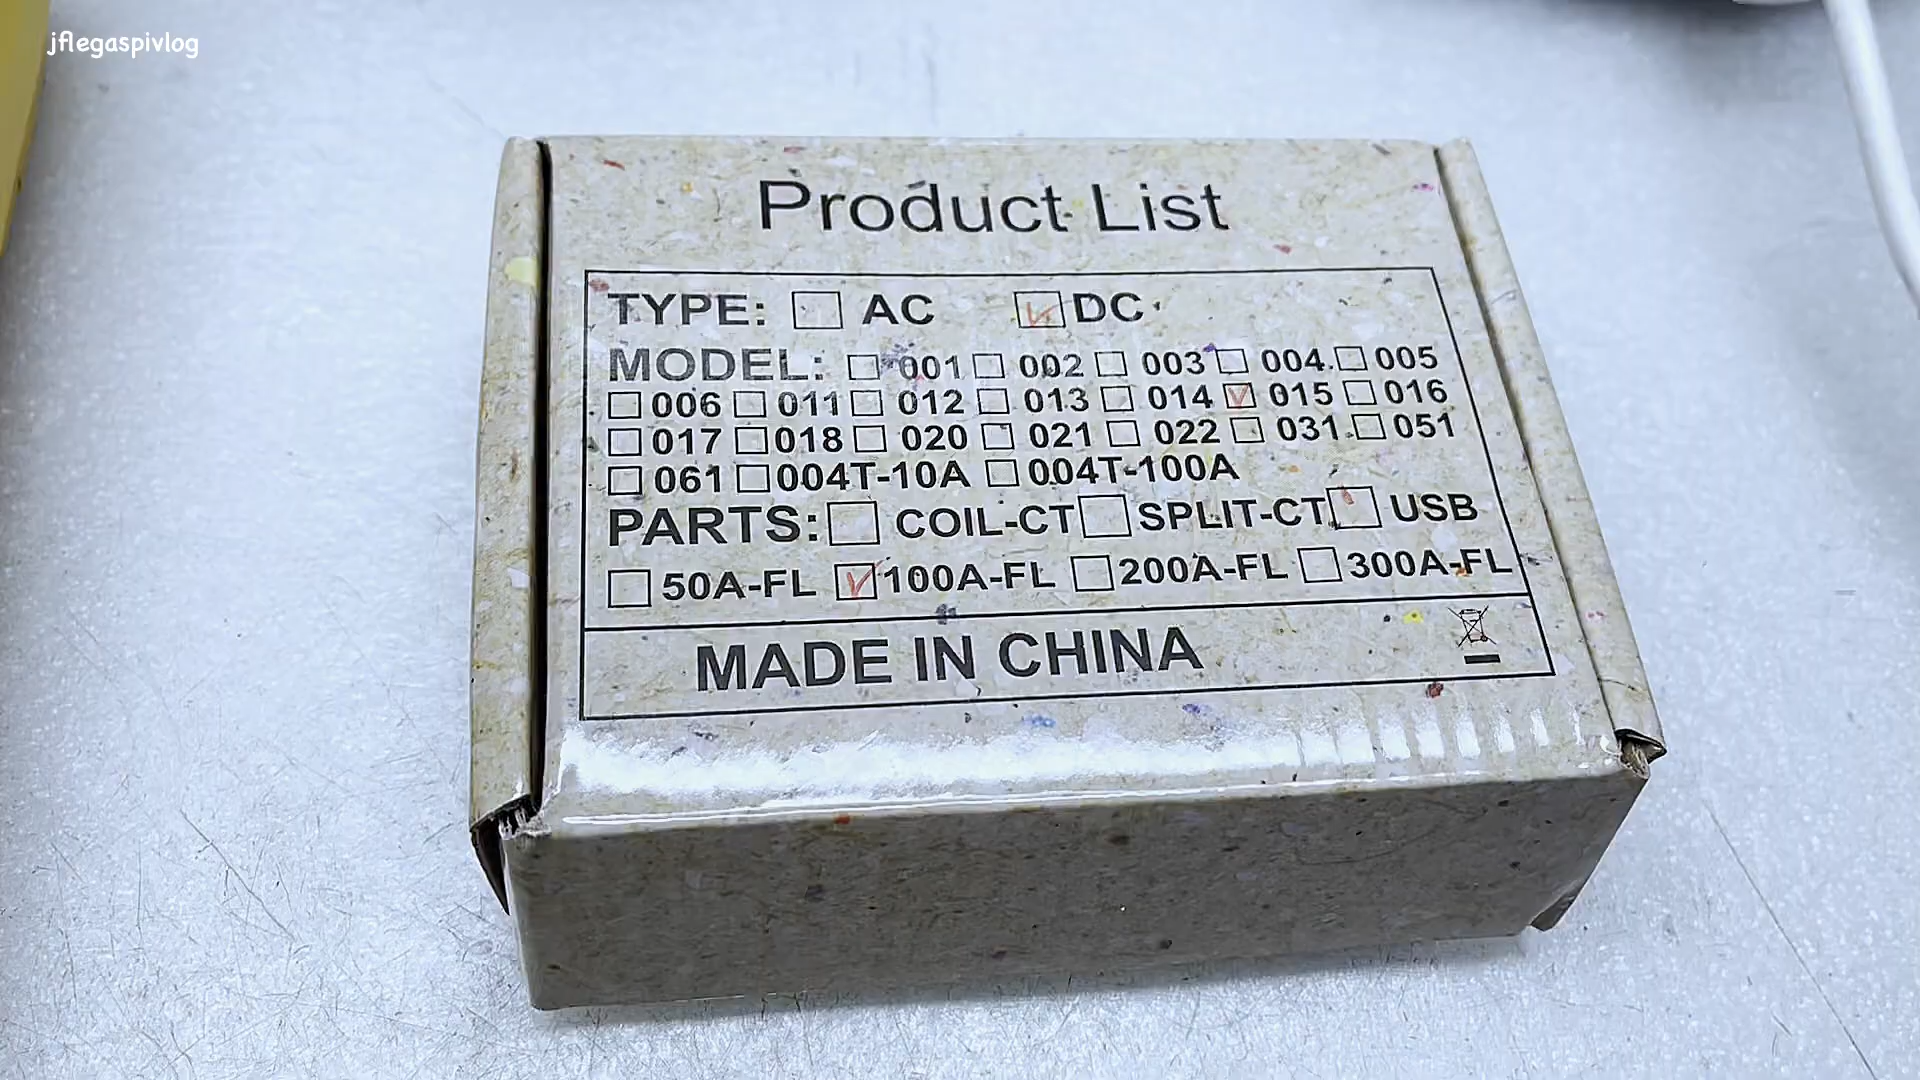 jflegaspivlog
Product List
TYPE: ☐ AC ☑ DC
MODEL: ☐ 001 ☐ 002 ☐ 003 ☐ 004 ☐ 005
☐ 006 ☐ 011 ☐ 012 ☐ 013 ☐ 014 ☑ 015 ☐ 016
☐ 017 ☐ 018 ☐ 020 ☐ 021 ☐ 022 ☐ 031 ☐ 051
☐ 061 ☐ 004T-10A ☐ 004T-100A
PARTS: ☐ COIL-CT ☐ SPLIT-CT ☐ USB
☐ 50A-FL ☑ 100A-FL ☐ 200A-FL ☐ 300A-FL
MADE IN CHINA